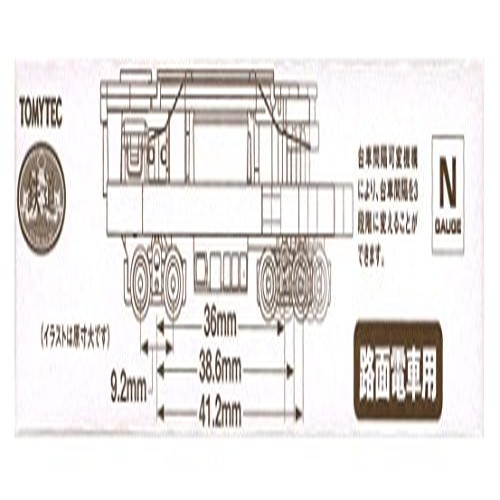 TOMYTEC
鉄道
台車間隔可変機構
により、台車間隔を3
段階に変えることが
できます。
N
GAUGE
(イラストは原寸大です)
36mm
38.6mm
9.2mm
41.2mm
路面電車用